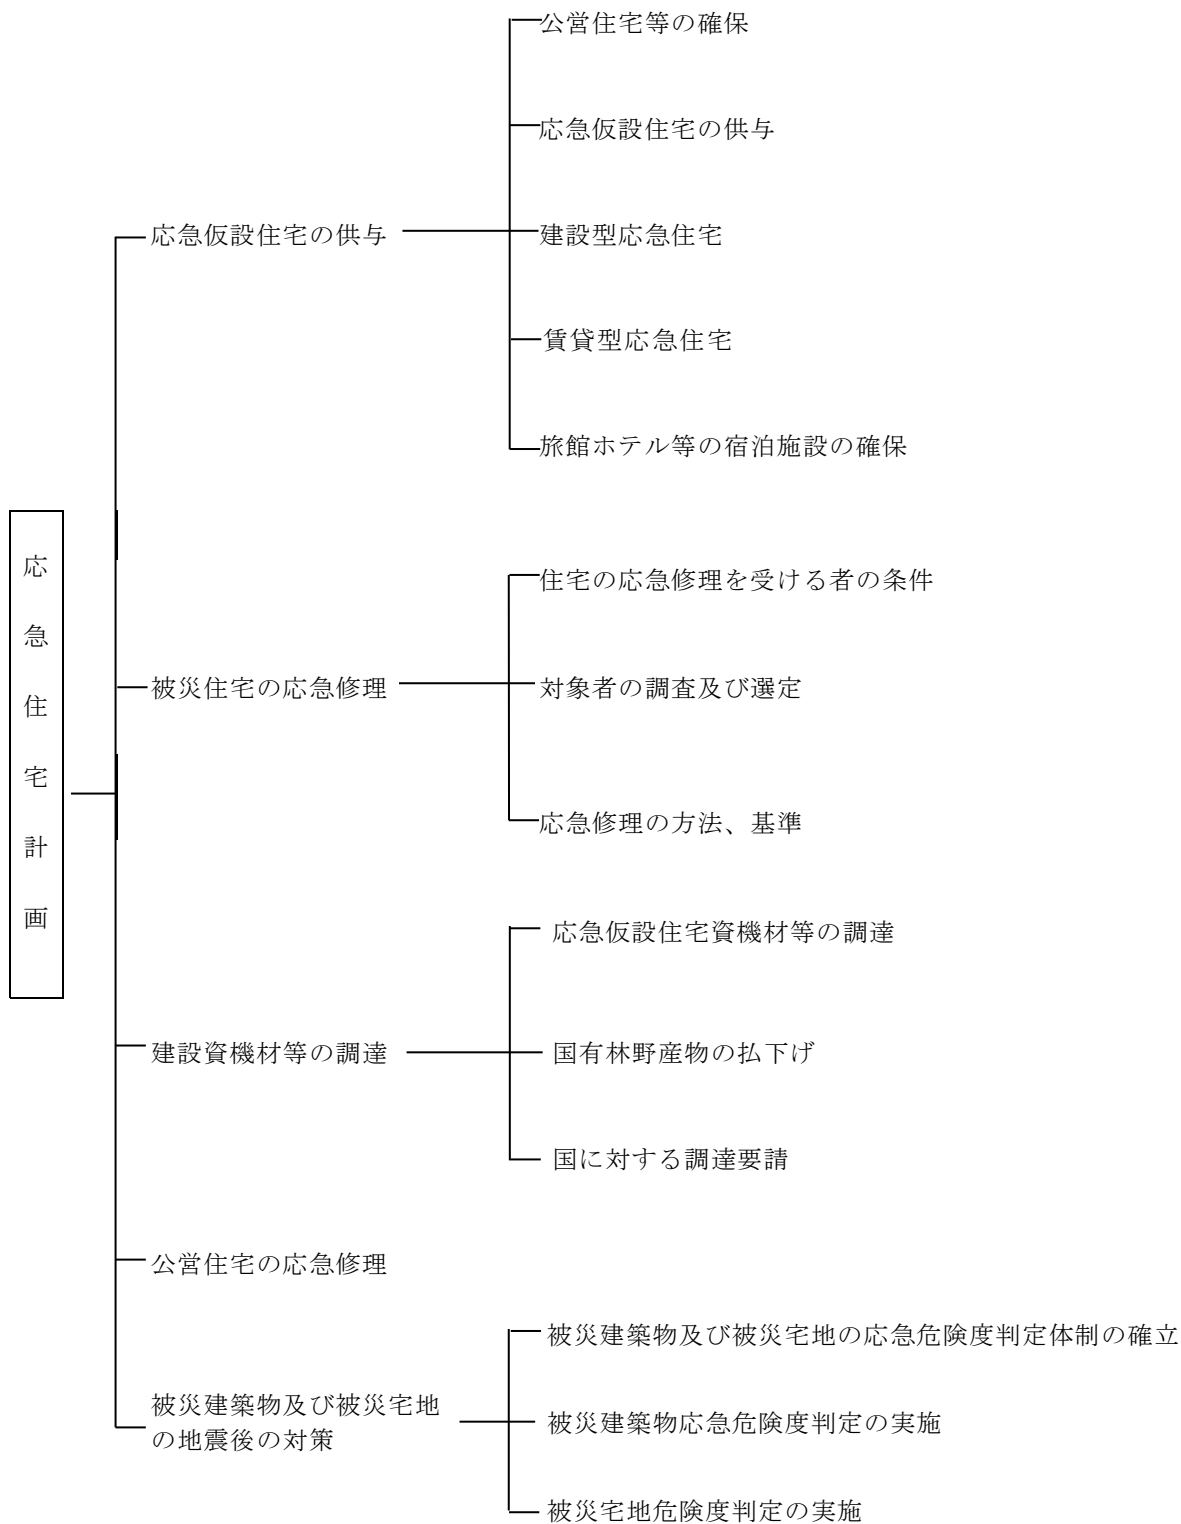 応急住宅計画
応急仮設住宅の供与
公営住宅等の確保
応急仮設住宅の供与
建設型応急住宅
賃貸型応急住宅
旅館ホテル等の宿泊施設の確保
被災住宅の応急修理
住宅の応急修理を受ける者の条件
対象者の調査及び選定
応急修理の方法、基準
建設資機材等の調達
応急仮設住宅資機材等の調達
国有林野産物の払下げ
国に対する調達要請
公営住宅の応急修理
被災建築物及び被災宅地
の地震後の対策
被災建築物及び被災宅地の応急危険度判定体制の確立
被災建築物応急危険度判定の実施
被災宅地危険度判定の実施